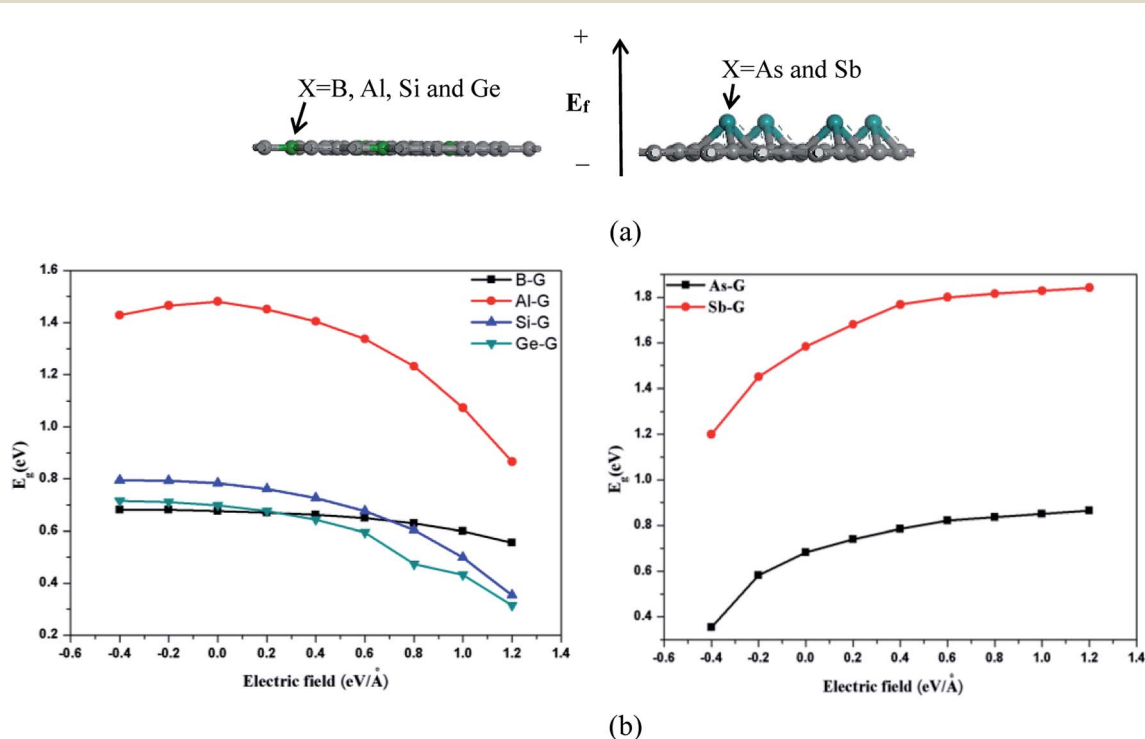 +
X=B, Al, Si and Ge
X=As and Sb
Ef
−
(a)
1.6
1.4
1.2
1.0
0.8
0.6
0.4
0.2
Eg(eV)
B-G
Al-G
Si-G
Ge-G
-0.6 -0.4 -0.2 0.0 0.2 0.4 0.6 0.8 1.0 1.2 1.4
Electric field (eV/Å)
1.8
1.6
1.4
1.2
1.0
0.8
0.6
0.4
Eg(eV)
As-G
Sb-G
-0.6 -0.4 -0.2 0.0 0.2 0.4 0.6 0.8 1.0 1.2 1.4
Electric field (eV/Å)
(b)